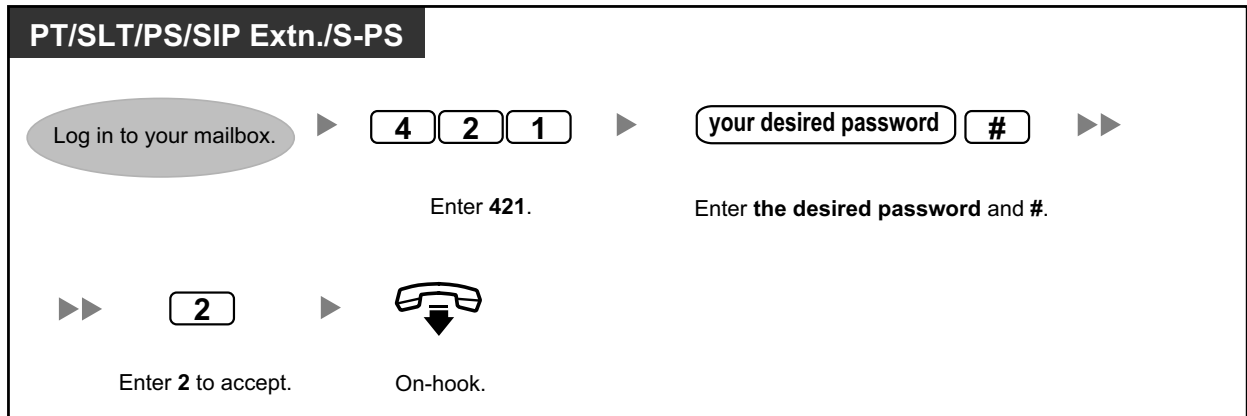 PT/SLT/PS/SIP Extn./S-PS
Log in to your mailbox.
4 2 1
your desired password #
Enter 421.
Enter the desired password and #.
2
Enter 2 to accept.
On-hook.